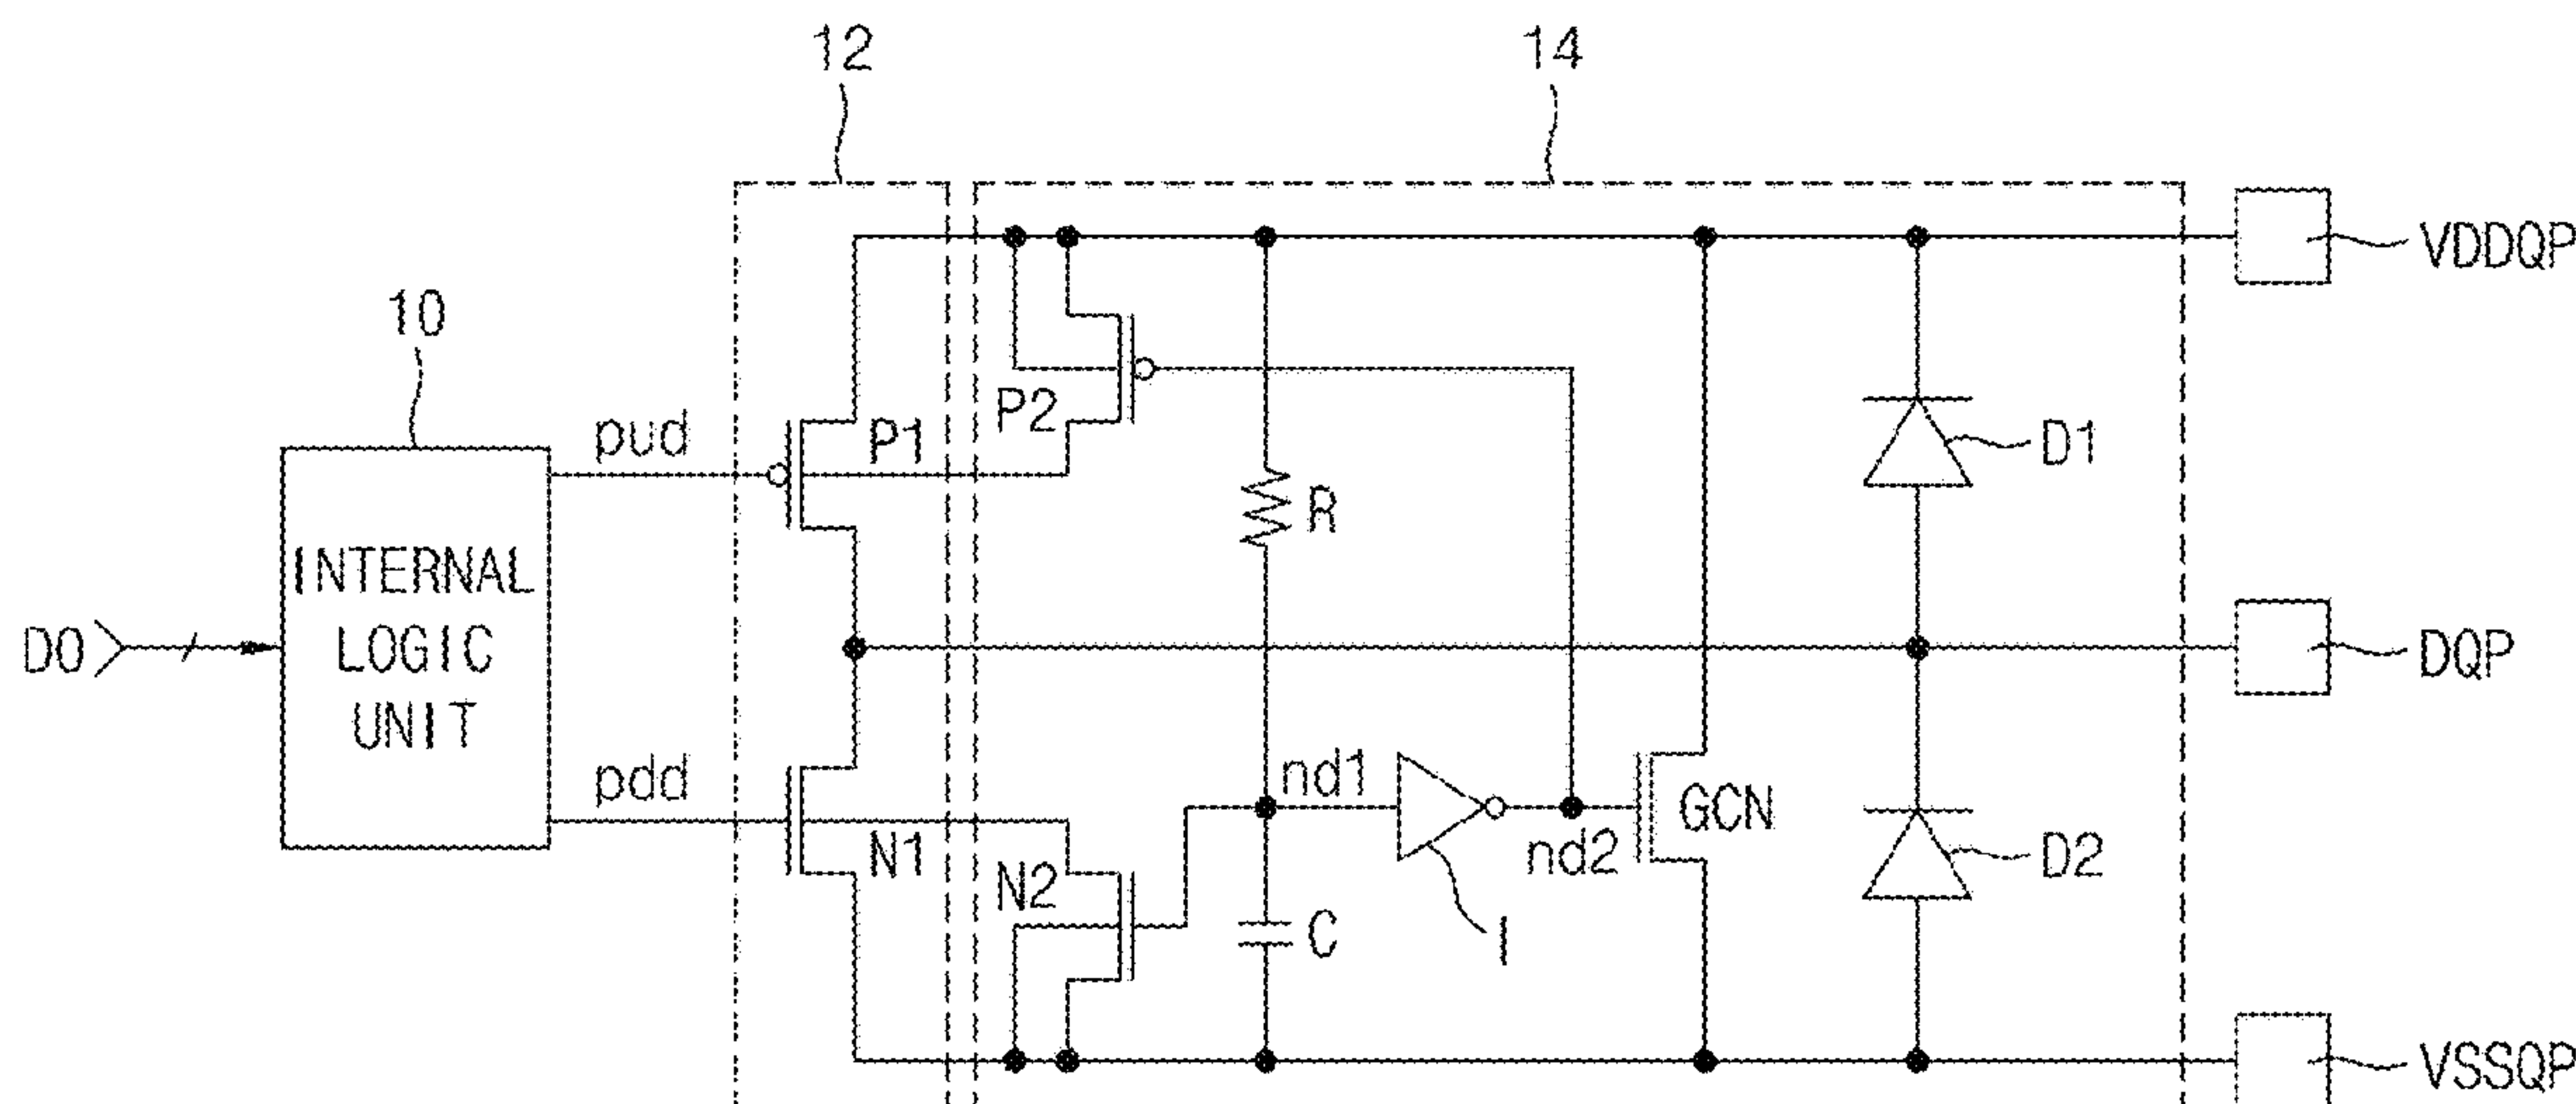 12
14
VDDQP
10
pud
P1
P2
D1
R
INTERNAL
LOGIC
UNIT
DO
DQP
pdd
nd1
GCN
N1
N2
nd2
D2
C
I
VSSQP